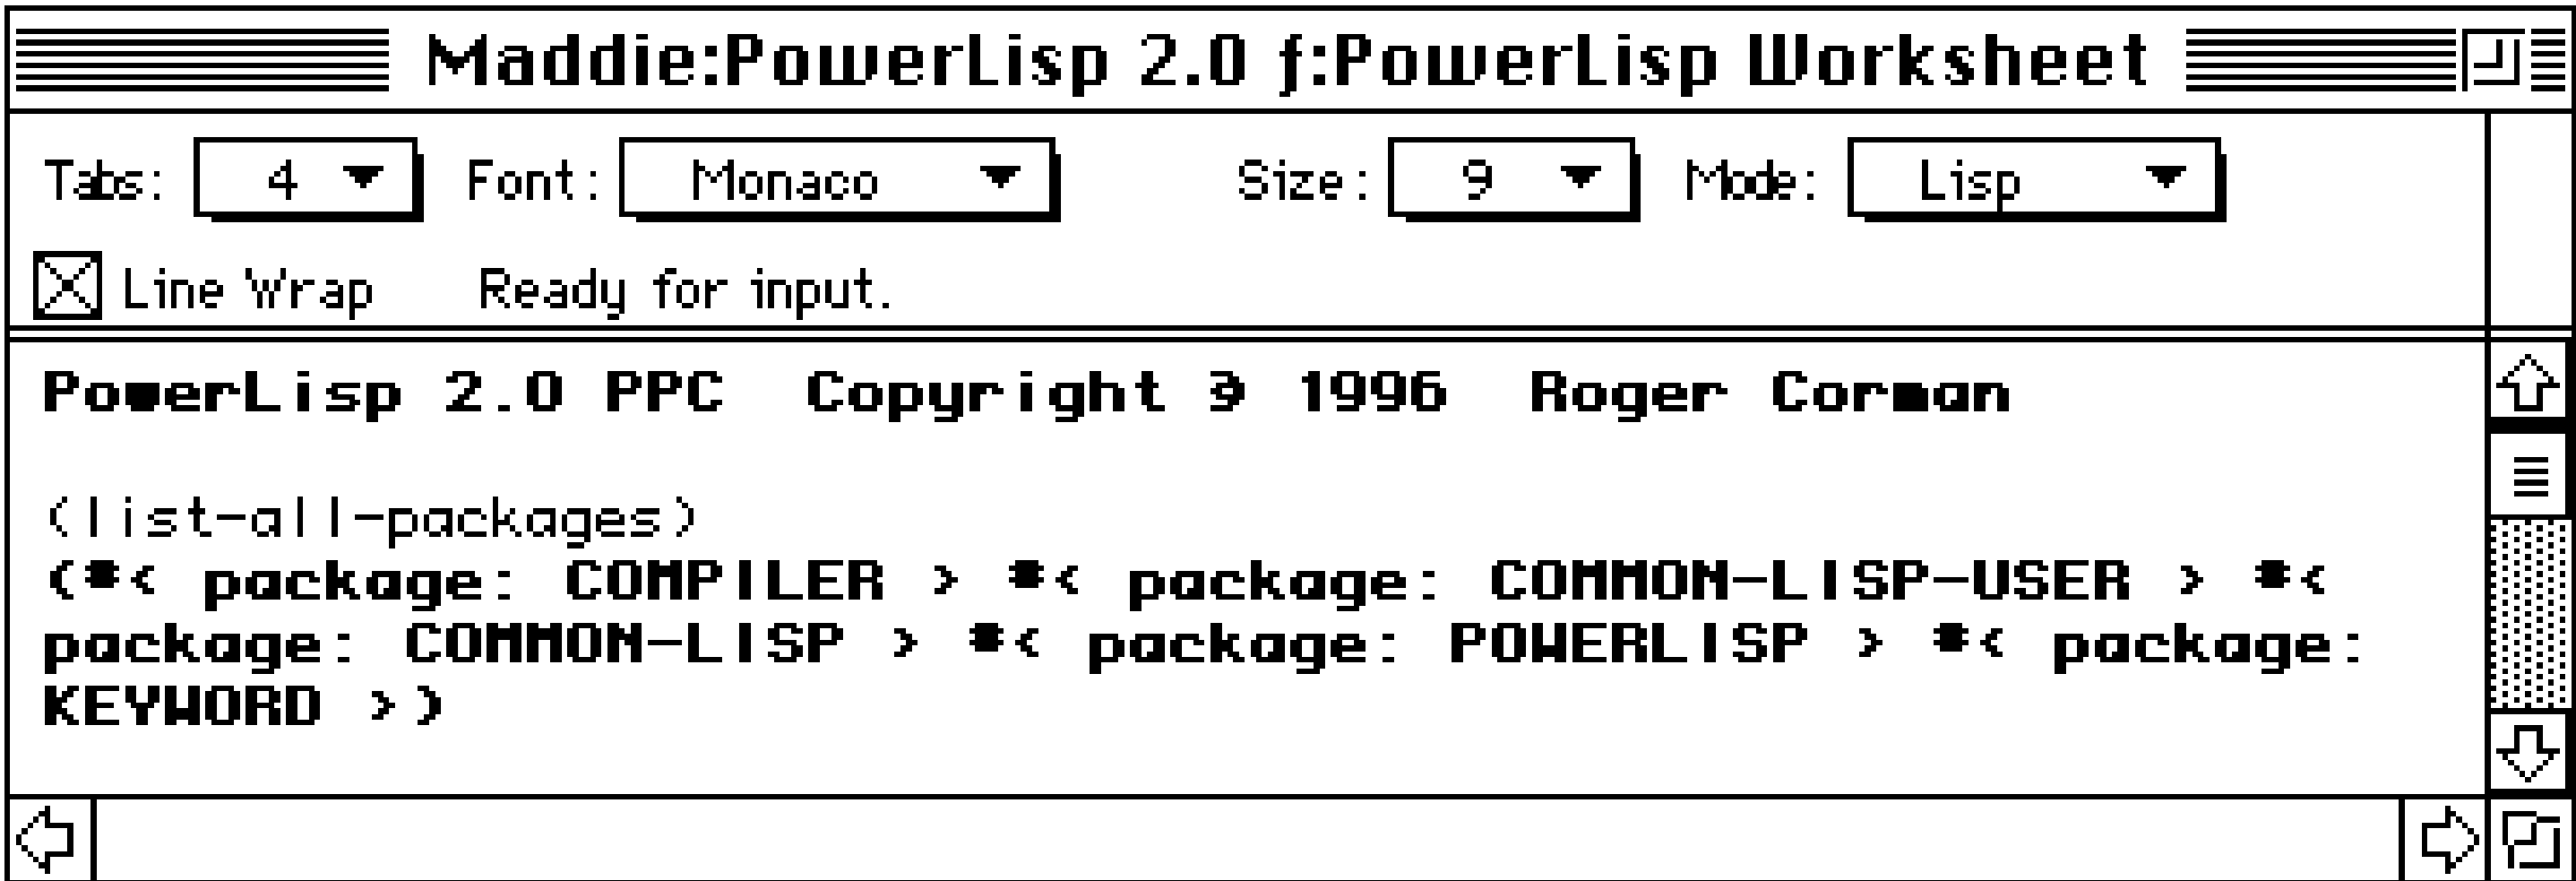 Maddie:PowerLisp 2.0 ƒ:PowerLisp Worksheet
Tabs: 4 Font: Monaco Size: 9 Mode: Lisp
Line Wrap Ready for input.
PowerLisp 2.0 PPC Copyright © 1996 Roger Corman
(list-all-packages)
(#< package: COMPILER > #< package: COMMON-LISP-USER > #<
package: COMMON-LISP > #< package: POWERLISP > #< package:
KEYWORD >)